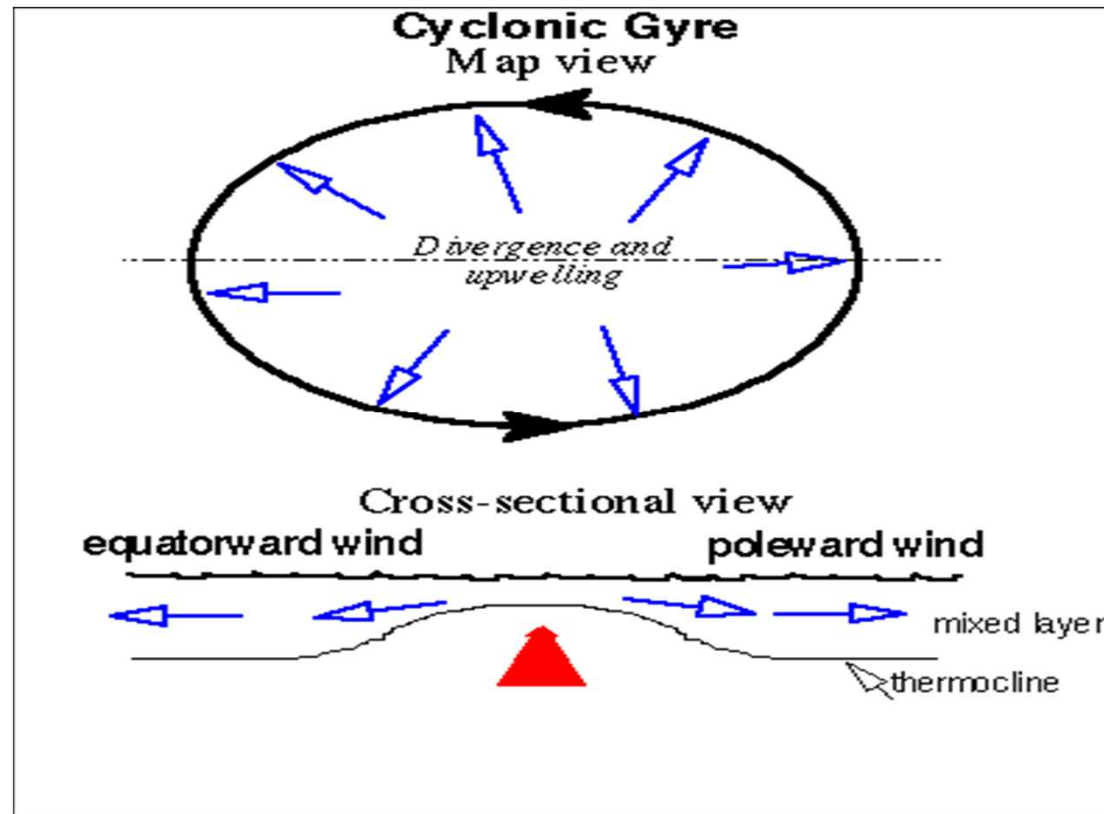 Cyclonic Gyre
Map view
Divergence and
upwelling
Cross-sectional view
equatorward wind
poleward wind
mixed layer
thermocline